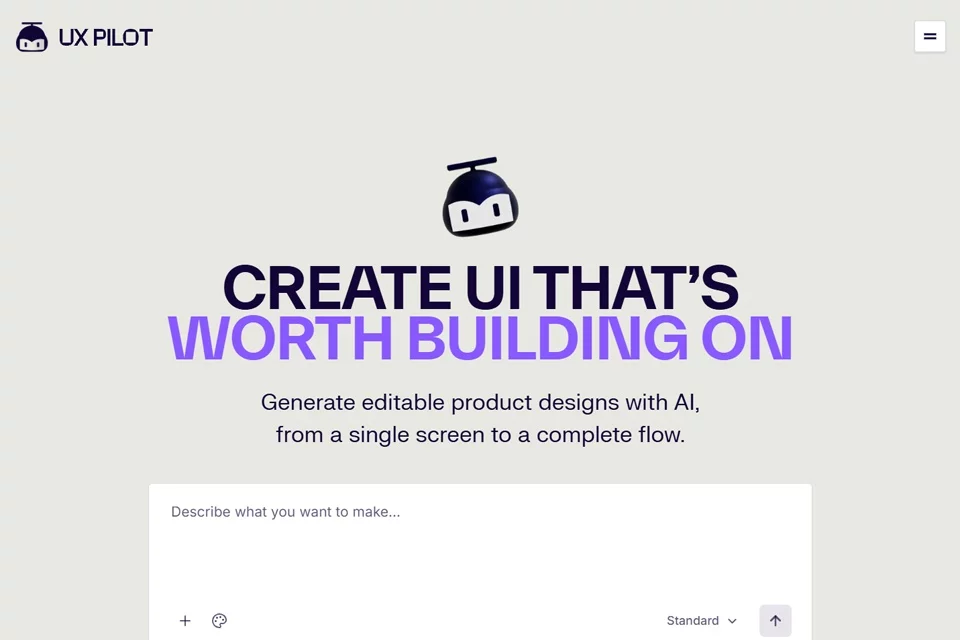 UX PILOT
CREATE UI THAT’S
WORTH BUILDING ON
Generate editable product designs with AI,
from a single screen to a complete flow.
Describe what you want to make...
Standard